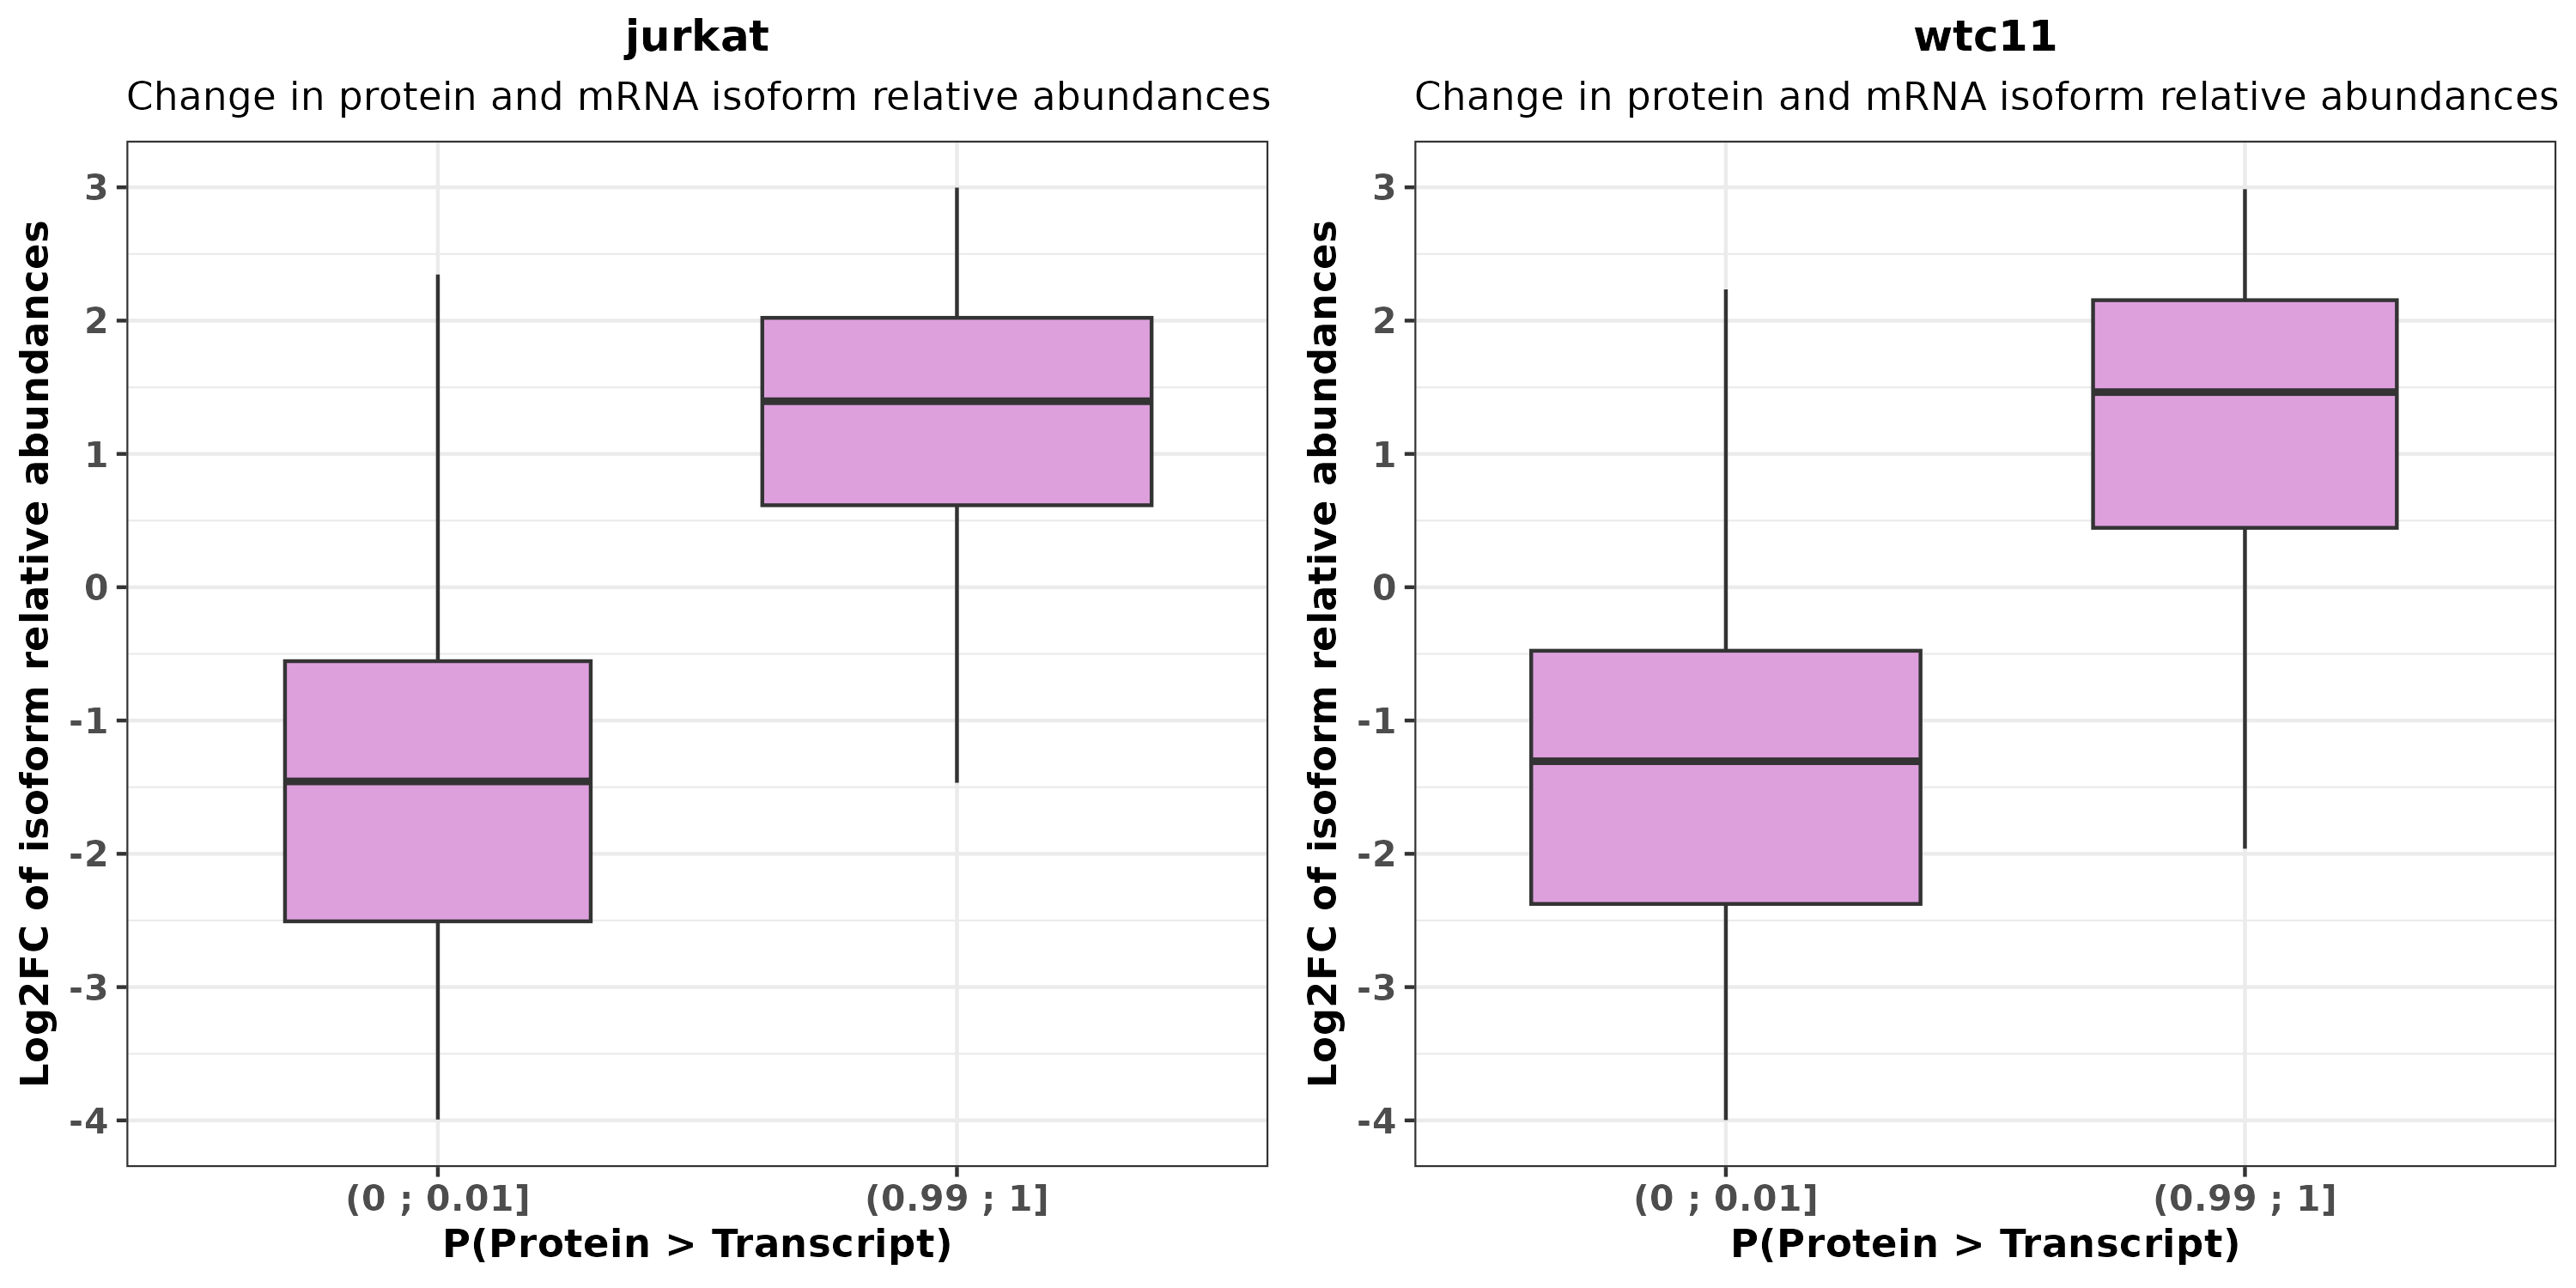 jurkat
Change in protein and mRNA isoform relative abundances
Log2FC of isoform relative abundances
3
2
1
0
-1
-2
-3
-4
(0 ; 0.01]
(0.99 ; 1]
P(Protein > Transcript)
wtc11
Change in protein and mRNA isoform relative abundances
Log2FC of isoform relative abundances
3
2
1
0
-1
-2
-3
-4
(0 ; 0.01]
(0.99 ; 1]
P(Protein > Transcript)